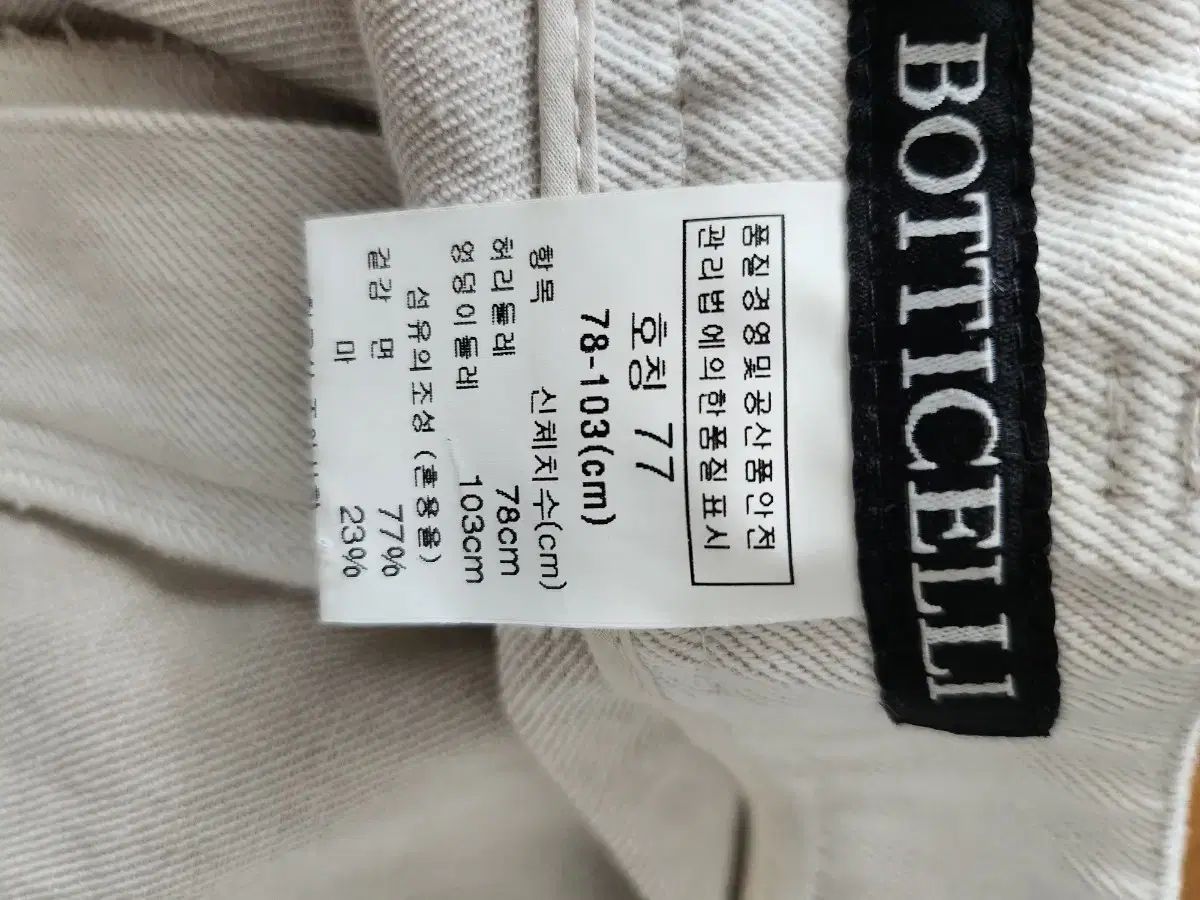 BOTTICELLI
품질경영및공산품안전
관리법에의한품질표시
호칭 77
78-103(cm)
항목 신체치수(cm)
허리둘레 78cm
엉덩이둘레 103cm
섬유의조성(혼용율)
겉감 면 77%
마 23%